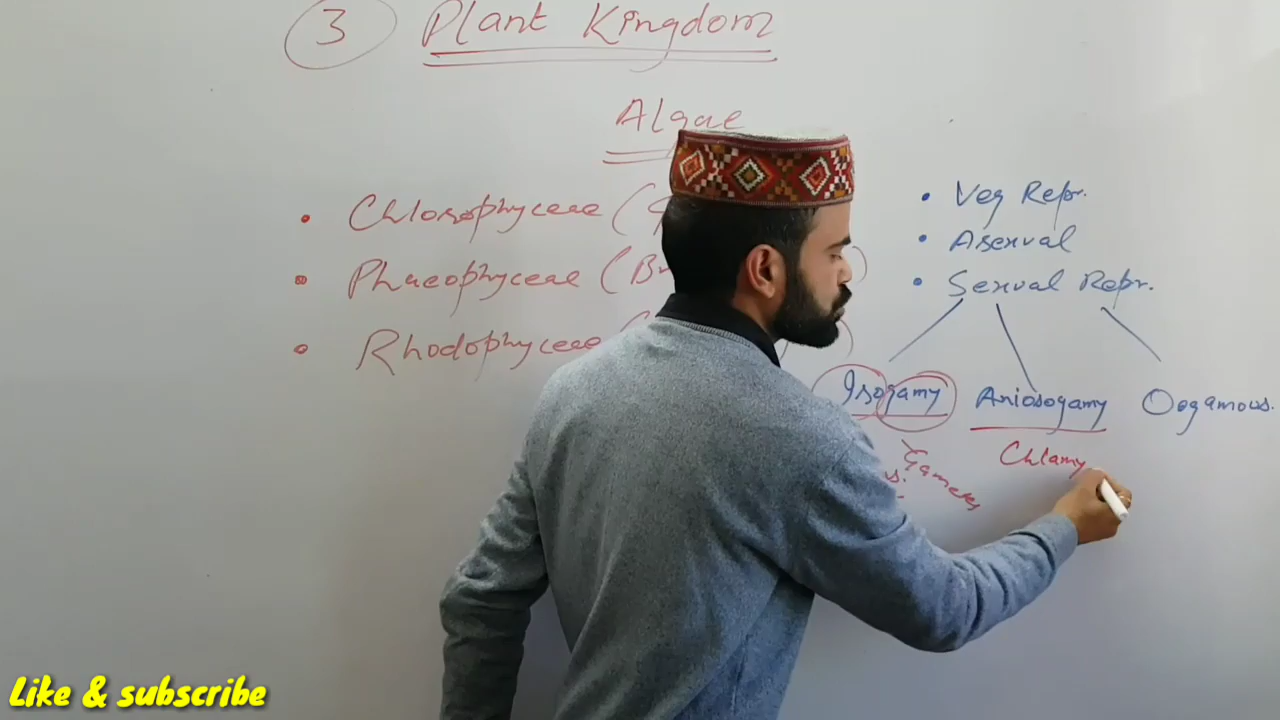 3 Plant Kingdom
Algae
• Chlorophyceae (
• Phaeophyceae (Br )
• Rhodophyceae ( )
• Veg Repr.
• Asexual
• Sexual Repr.
Isogamy Aniosogamy Oogamous.
Gametes
Chlamy
Like & subscribe